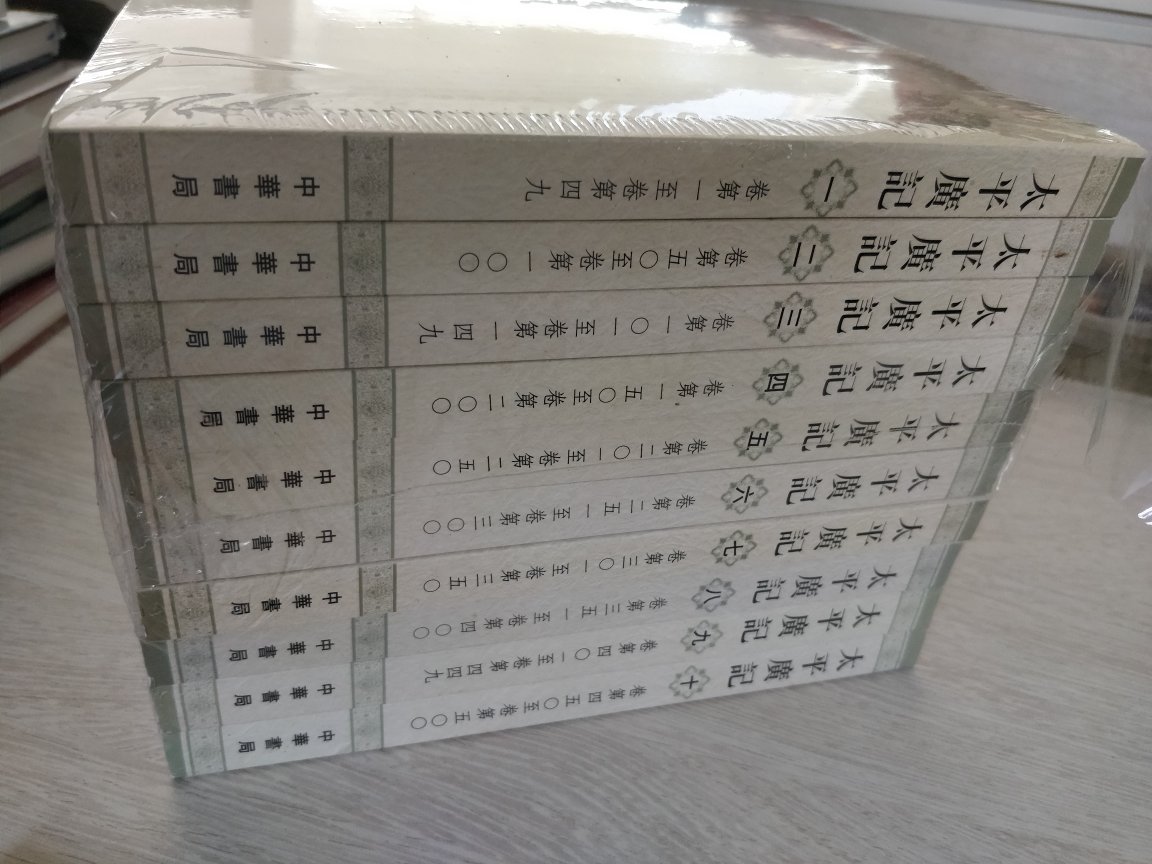 太平廣記 一 卷第一至卷第四九 中華書局
太平廣記 二 卷第五〇至卷第一〇〇 中華書局
太平廣記 三 卷第一〇一至卷第一四九 中華書局
太平廣記 四 卷第一五〇至卷第二〇〇 中華書局
太平廣記 五 卷第二〇一至卷第二五〇 中華書局
太平廣記 六 卷第二五一至卷第三〇〇 中華書局
太平廣記 七 卷第三〇一至卷第三五〇 中華書局
太平廣記 八 卷第三五一至卷第四〇〇 中華書局
太平廣記 九 卷第四〇一至卷第四四九 中華書局
太平廣記 十 卷第四五〇至卷第五〇〇 中華書局